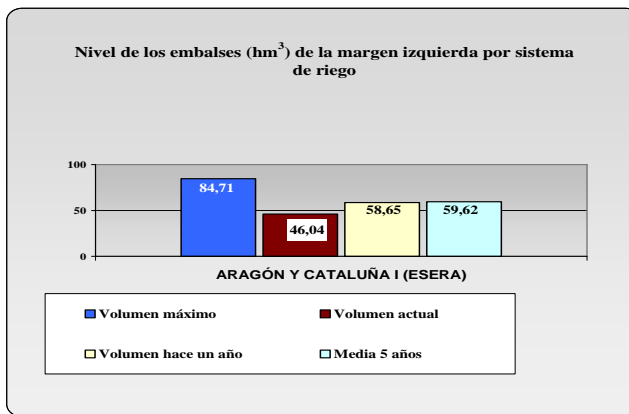 Nivel de los embalses (hm³) de la margen izquierda por sistema
de riego
100
84,71
50
46,04
58,65
59,62
0
ARAGÓN Y CATALUÑA I (ESERA)
Volumen máximo
Volumen actual
Volumen hace un año
Media 5 años